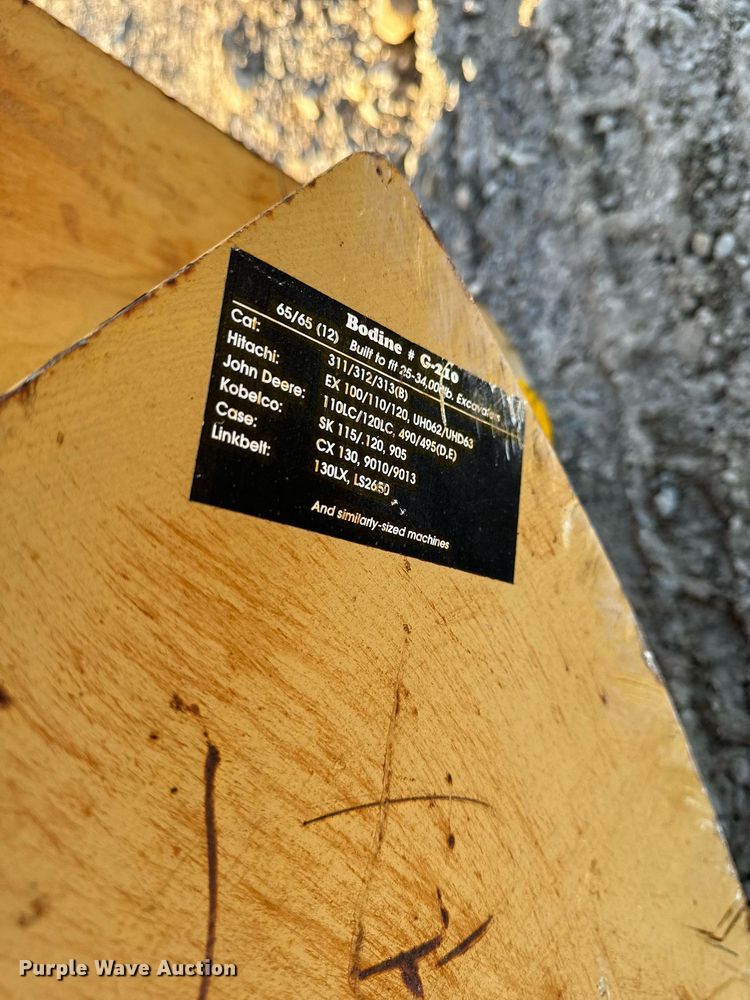 Bodine # G-210
65/65 (12) Built to fit 25-34,000 lb. Excavators
Cat: 311/312/313(B)
Hitachi: EX 100/110/120, UH062/UHD63
John Deere: 110LC/120LC, 490/495(D,E)
Kobelco: SK 115/.120, 905
Case: CX 130, 9010/9013
Linkbelt: 130LX, LS2650
And similarly-sized machines
Purple Wave Auction